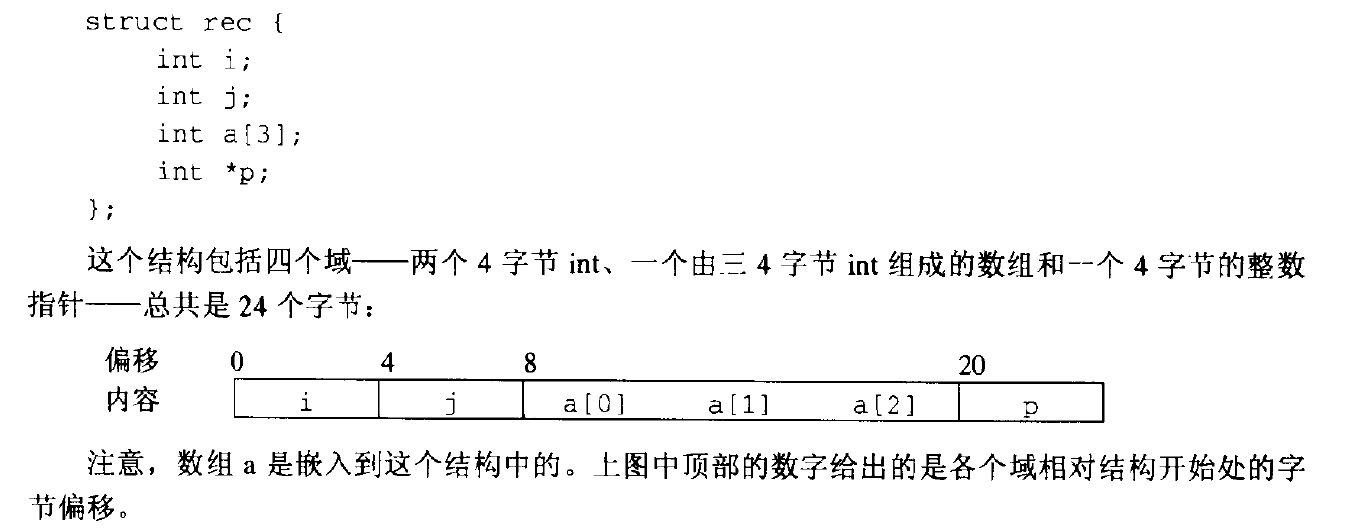 struct rec {
int i;
int j;
int a[3];
int *p;
};
这个结构包括四个域——两个 4 字节 int、一个由三 4 字节 int 组成的数组和一个 4 字节的整数
指针——总共是 24 个字节：
偏移 0 4 8 20
内容 i j a[0] a[1] a[2] p
注意，数组 a 是嵌入到这个结构中的。上图中顶部的数字给出的是各个域相对结构开始处的字
节偏移。